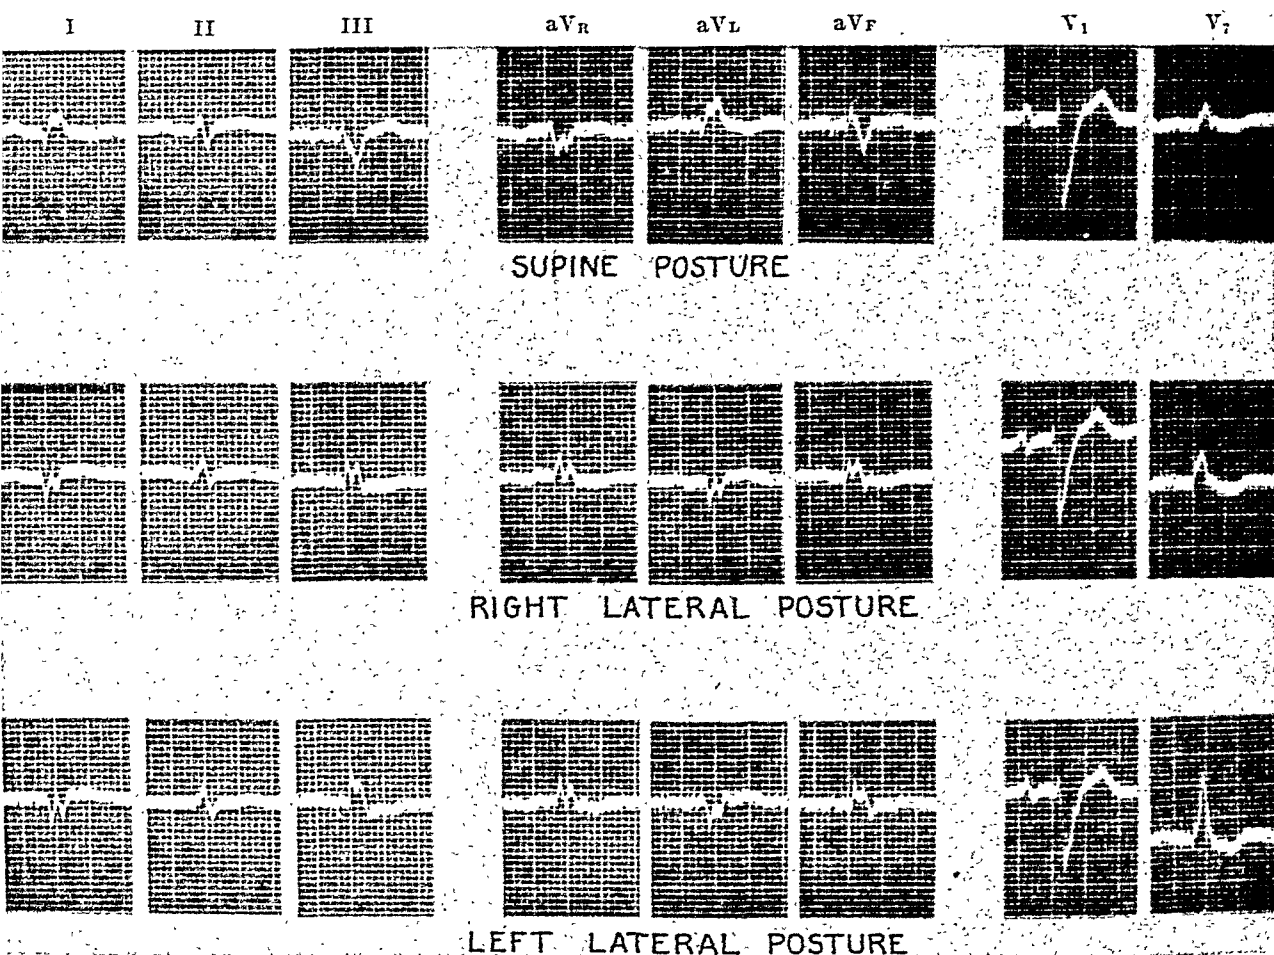 I II III aVR aVL aVF V1 V7
SUPINE POSTURE
RIGHT LATERAL POSTURE
LEFT LATERAL POSTURE